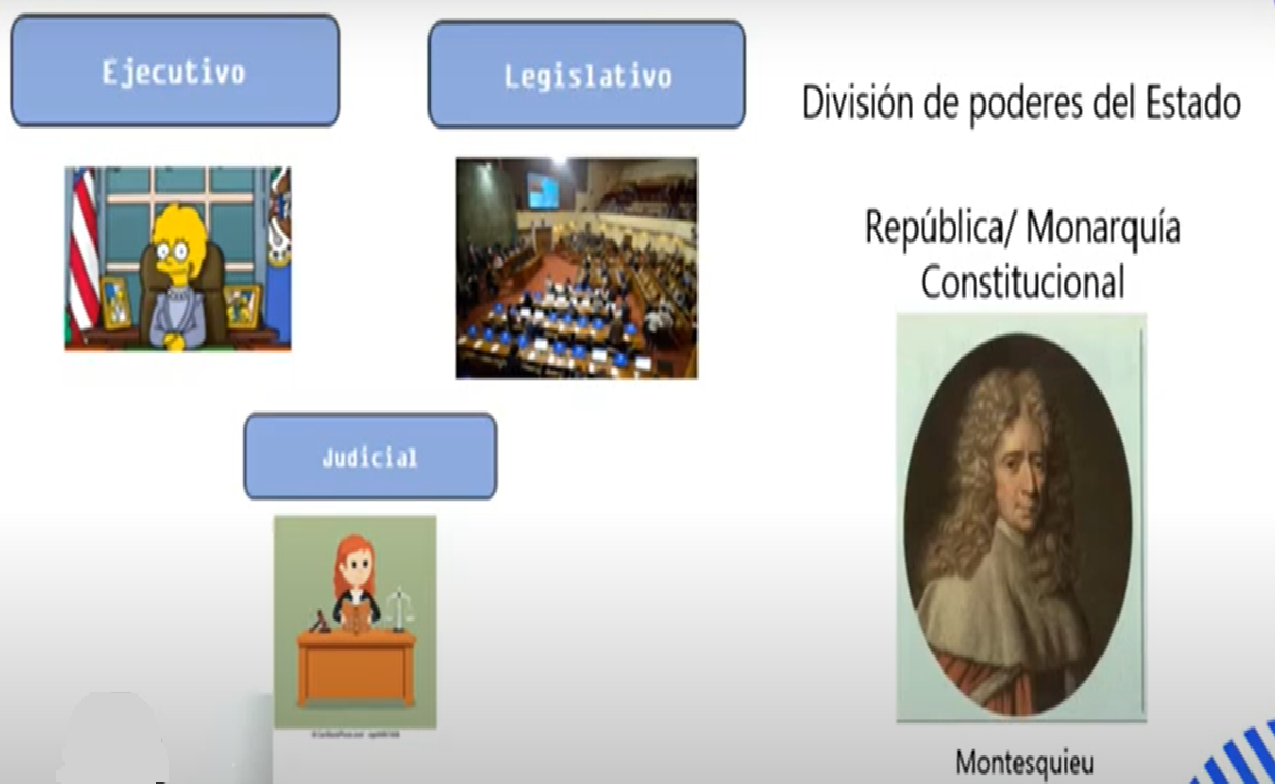 Ejecutivo
Legislativo
División de poderes del Estado
República/ Monarquía
Constitucional
Judicial
Montesquieu